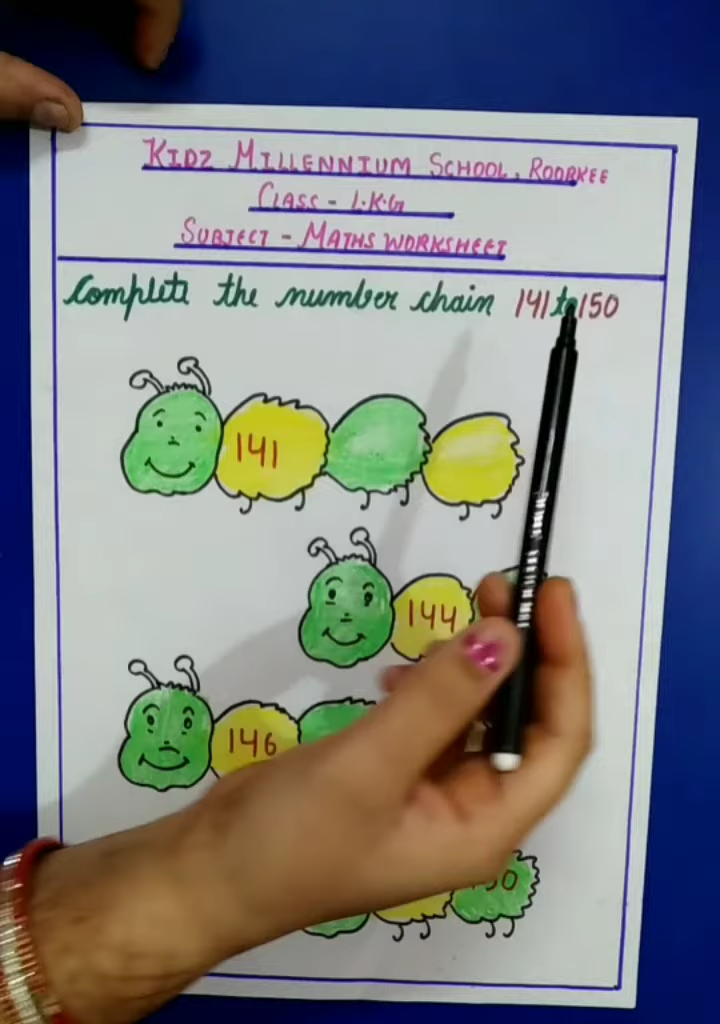 KIDZ MILLENNIUM SCHOOL, ROORKEE
CLASS - L.K.G
SUBJECT - MATHS WORKSHEET
Complete the number chain 141 to 150
141
144
146